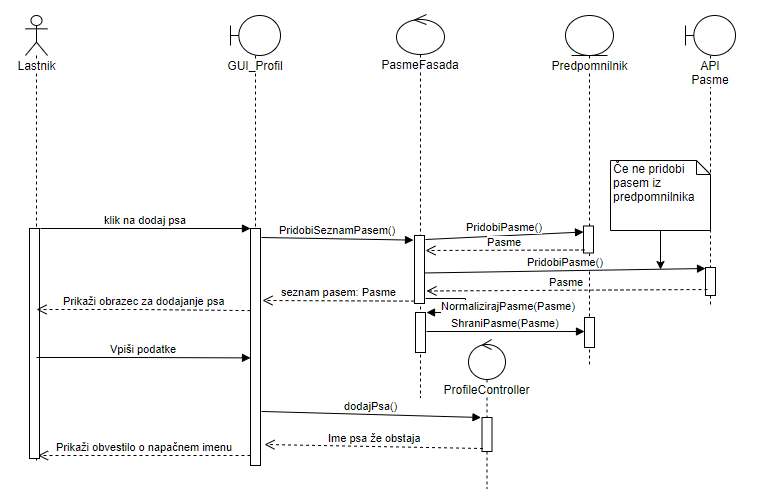 Lastnik
GUI_Profil
PasmeFasada
Predpomnilnik
API
Pasme
Če ne pridobi
pasem iz
predpomnilnika
klik na dodaj psa
PridobiSeznamPasem()
PridobiPasme()
Pasme
PridobiPasme()
Pasme
seznam pasem: Pasme
Prikaži obrazec za dodajanje psa
NormalizirajPasme(Pasme)
ShraniPasme(Pasme)
Vpiši podatke
ProfileController
dodajPsa()
Ime psa že obstaja
Prikaži obvestilo o napačnem imenu